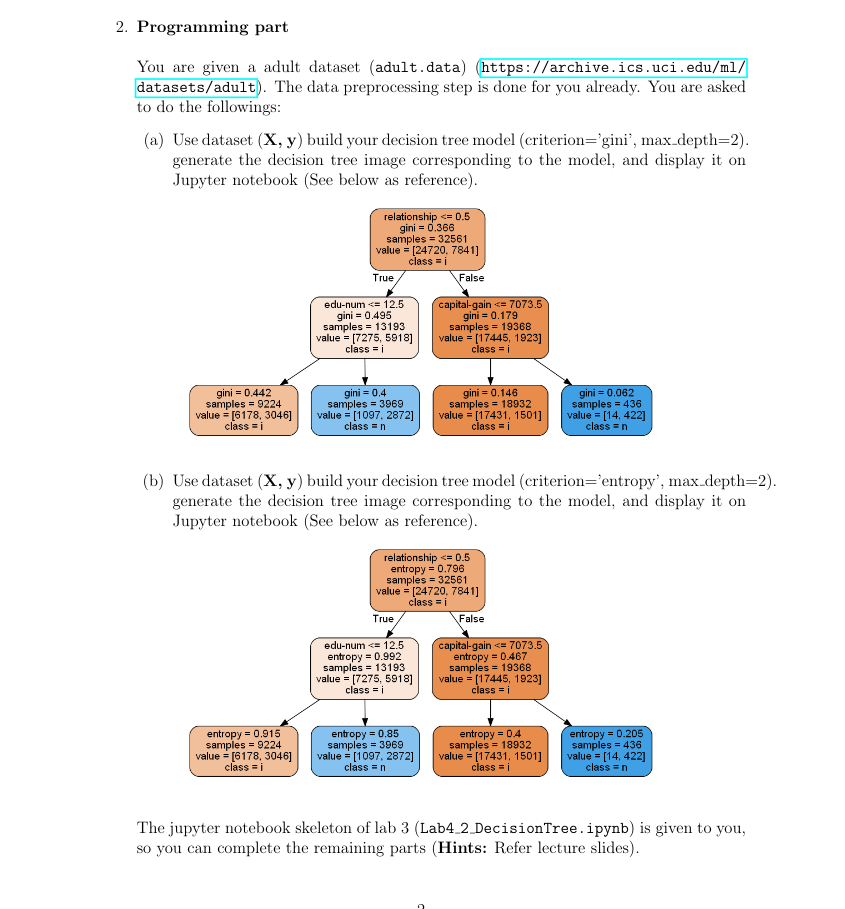 2. Programming part
You are given a adult dataset (adult.data) (https://archive.ics.uci.edu/ml/
datasets/adult). The data preprocessing step is done for you already. You are asked
to do the followings:
(a) Use dataset (X, y) build your decision tree model (criterion='gini', max_depth=2).
generate the decision tree image corresponding to the model, and display it on
Jupyter notebook (See below as reference).
relationship <= 0.5
gini = 0.366
samples = 32561
value = [24720, 7841]
class = i
True
False
edu-num <= 12.5
gini = 0.495
samples = 13193
value = [7275, 5918]
class = i
capital-gain <= 7073.5
gini = 0.179
samples = 19368
value = [17445, 1923]
class = i
gini = 0.442
samples = 9224
value = [6178, 3046]
class = i
gini = 0.4
samples = 3969
value = [1097, 2872]
class = n
gini = 0.146
samples = 18932
value = [17431, 1501]
class = i
gini = 0.062
samples = 436
value = [14, 422]
class = n
(b) Use dataset (X, y) build your decision tree model (criterion='entropy', max_depth=2).
generate the decision tree image corresponding to the model, and display it on
Jupyter notebook (See below as reference).
relationship <= 0.5
entropy = 0.796
samples = 32561
value = [24720, 7841]
class = i
True
False
edu-num <= 12.5
entropy = 0.992
samples = 13193
value = [7275, 5918]
class = i
capital-gain <= 7073.5
entropy = 0.467
samples = 19368
value = [17445, 1923]
class = i
entropy = 0.915
samples = 9224
value = [6178, 3046]
class = i
entropy = 0.85
samples = 3969
value = [1097, 2872]
class = n
entropy = 0.4
samples = 18932
value = [17431, 1501]
class = i
entropy = 0.205
samples = 436
value = [14, 422]
class = n
The jupyter notebook skeleton of lab 3 (Lab4_2_DecisionTree.ipynb) is given to you,
so you can complete the remaining parts (Hints: Refer lecture slides).